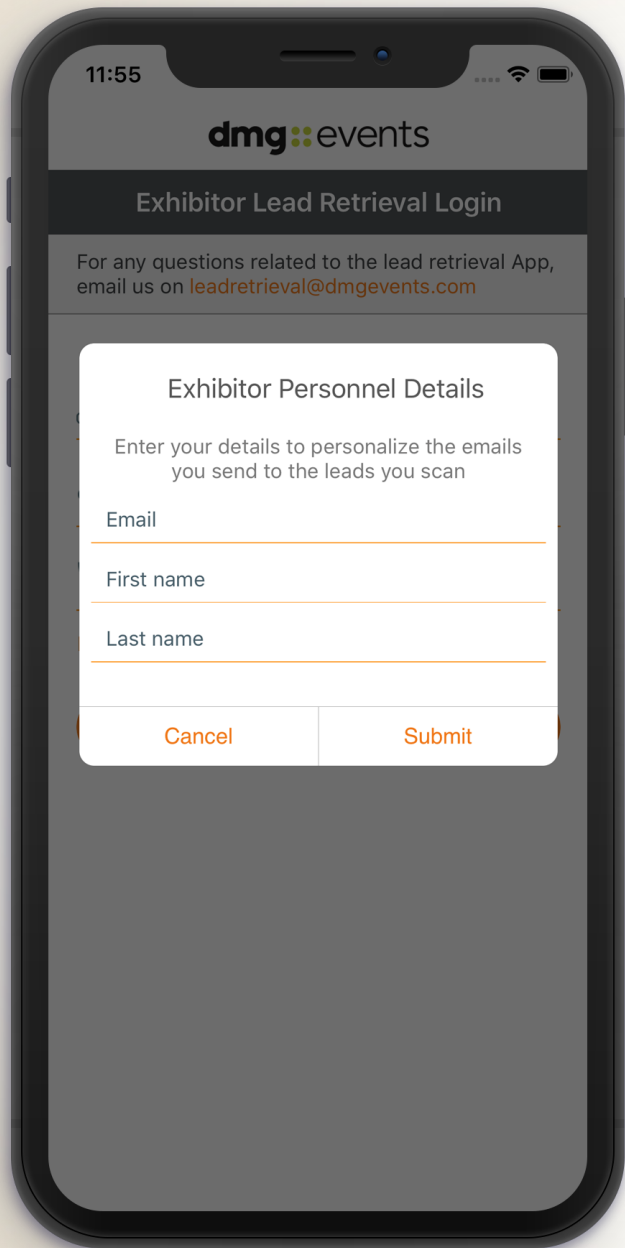 11:55
dmg::events
Exhibitor Lead Retrieval Login
For any questions related to the lead retrieval App,
email us on leadretrieval@dmgevents.com
Exhibitor Personnel Details
Enter your details to personalize the emails
you send to the leads you scan
Email
First name
Last name
Cancel
Submit